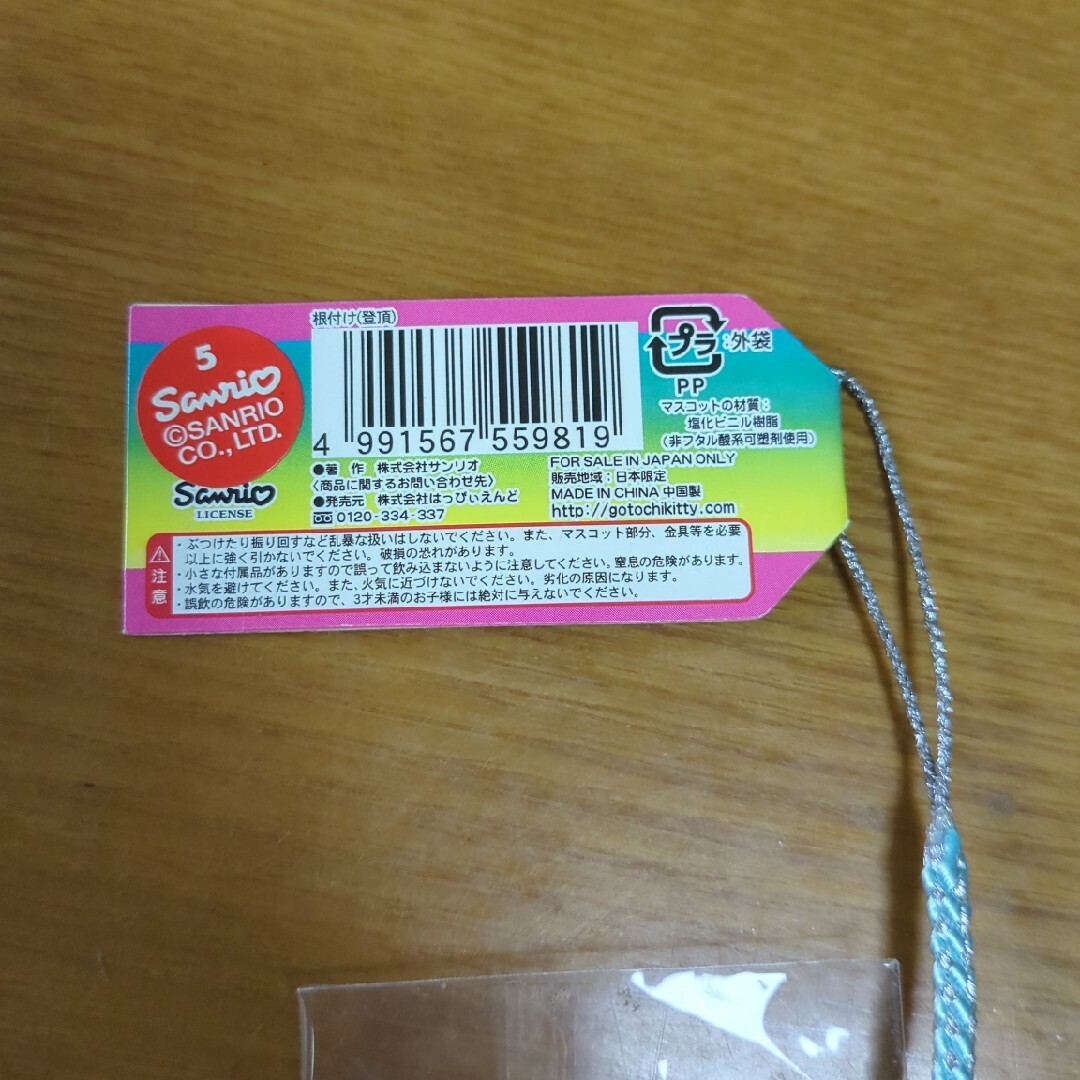 根付け(登頂)
5
Sanrio
©SANRIO
CO.,LTD.
Sanrio
LICENSE
4 991567 559819
プラ :外袋
PP
マスコットの材質:
塩化ビニル樹脂
(非フタル酸系可塑剤使用)
●著 作 株式会社サンリオ
〈商品に関するお問い合わせ先〉
●発売元 株式会社はっぴぃえんど
0120-334-337
FOR SALE IN JAPAN ONLY
販売地域:日本限定
MADE IN CHINA 中国製
http://gotochikitty.com
注意
・ぶつけたり振り回すなど乱暴な扱いはしないでください。また、マスコット部分、金具等を必要
以上に強く引かないでください。破損の恐れがあります。
・小さな付属品がありますので誤って飲み込まないように注意してください。窒息の危険があります。
・水気を避けてください。また、火気に近づけないでください。劣化の原因になります。
・誤飲の危険がありますので、3才未満のお子様には絶対に与えないでください。